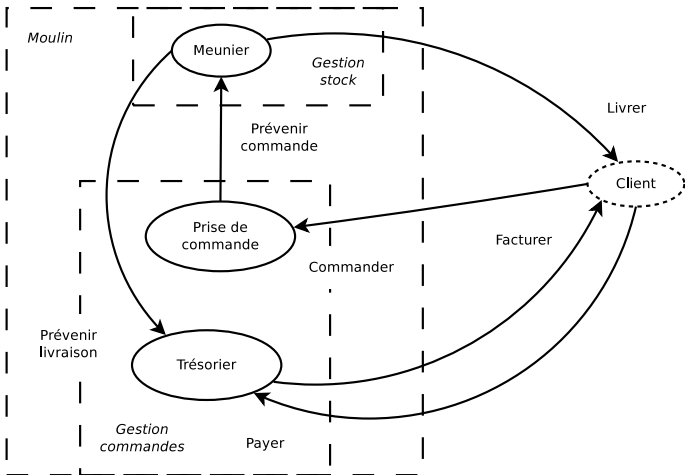 Moulin
Meunier
Gestion
stock
Livrer
Prévenir
commande
Client
Prise de
commande
Facturer
Commander
Prévenir
livraison
Trésorier
Gestion
commandes
Payer